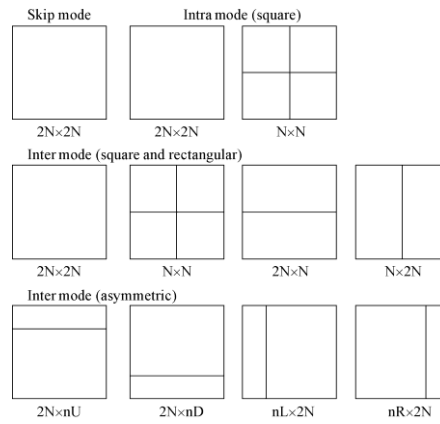 Skip mode
Intra mode (square)
2N×2N
2N×2N
N×N
Inter mode (square and rectangular)
2N×2N
N×N
2N×N
N×2N
Inter mode (asymmetric)
2N×nU
2N×nD
nL×2N
nR×2N